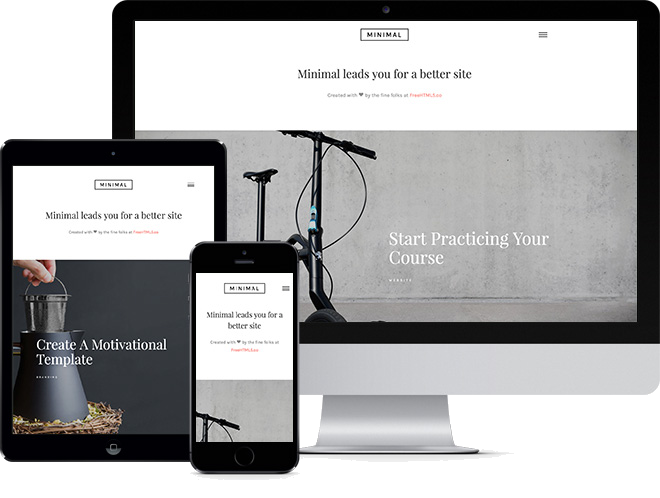 MINIMAL
Minimal leads you for a better site
Created with ❤ by the fine folks at FreeHTML5.co
Start Practicing Your
Course
WEBSITE
MINIMAL
Minimal leads you for a better site
Created with ❤ by the fine folks at FreeHTML5.co
Create A Motivational
Template
BRANDING
MINIMAL
Minimal leads you for a
better site
Created with ❤ by the fine folks at
FreeHTML5.co